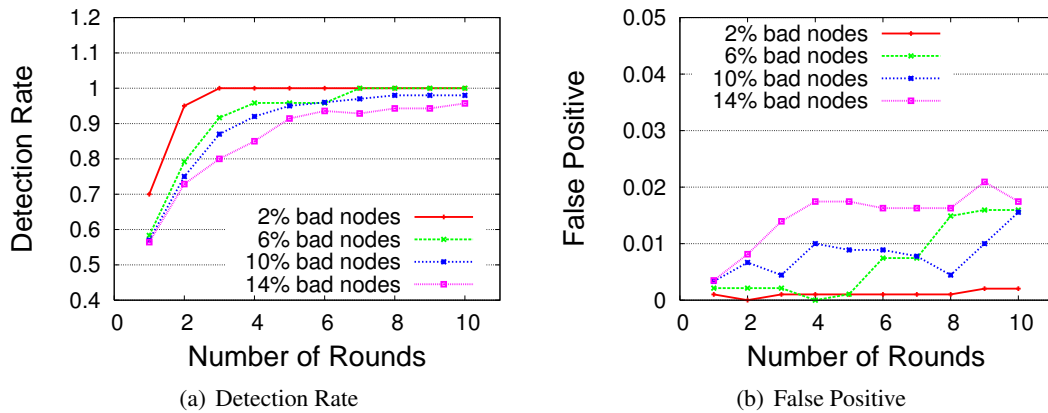 1.2
1.1
1
0.9
0.8
0.7
0.6
0.5
0.4
Detection Rate
2% bad nodes
6% bad nodes
10% bad nodes
14% bad nodes
0 2 4 6 8 10
Number of Rounds
(a) Detection Rate
0.05
0.04
0.03
0.02
0.01
0
False Positive
2% bad nodes
6% bad nodes
10% bad nodes
14% bad nodes
0 2 4 6 8 10
Number of Rounds
(b) False Positive